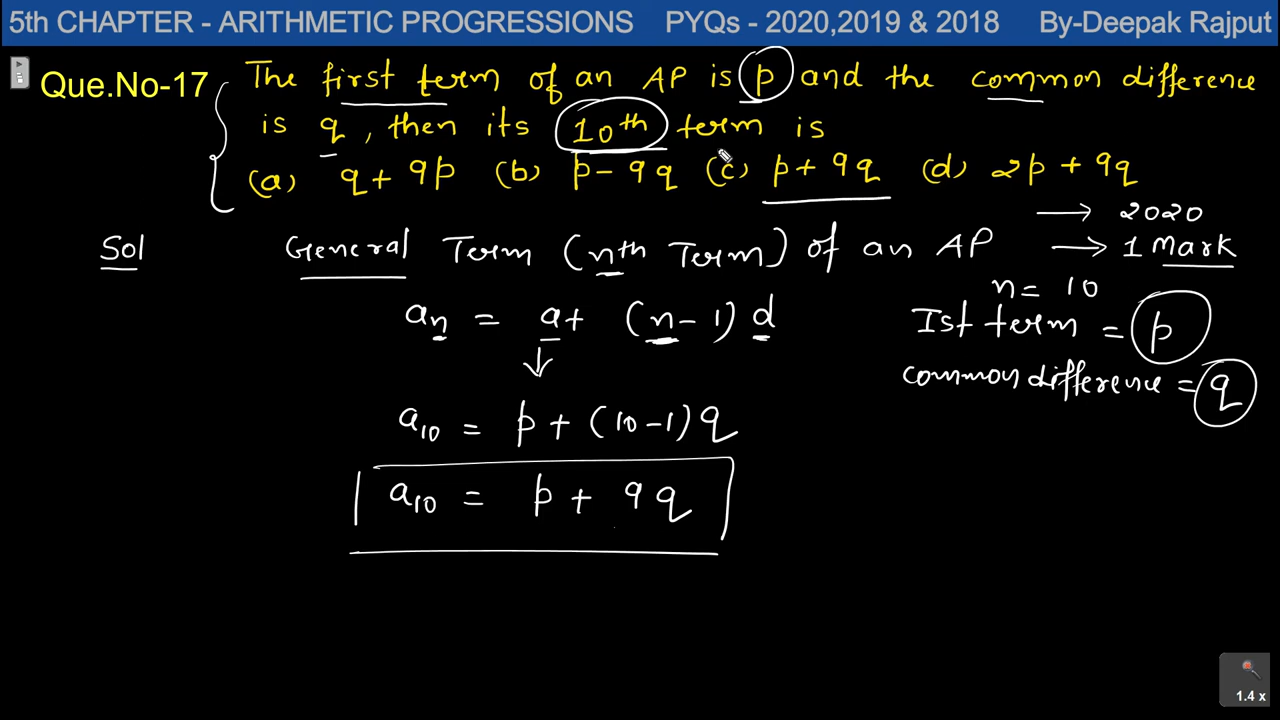 5th CHAPTER - ARITHMETIC PROGRESSIONS PYQs - 2020,2019 & 2018 By-Deepak Rajput
Que.No-17 The first term of an AP is p and the common difference
is q, then its 10th term is
(a) q + 9p (b) p - 9q (c) p + 9q (d) 2p + 9q
→ 2020
Sol General Term (nth Term) of an AP → 1 Mark
n = 10
an = a + (n - 1) d
Ist term = p
common difference = q
a10 = p + (10 - 1) q
a10 = p + 9q
1.4 x